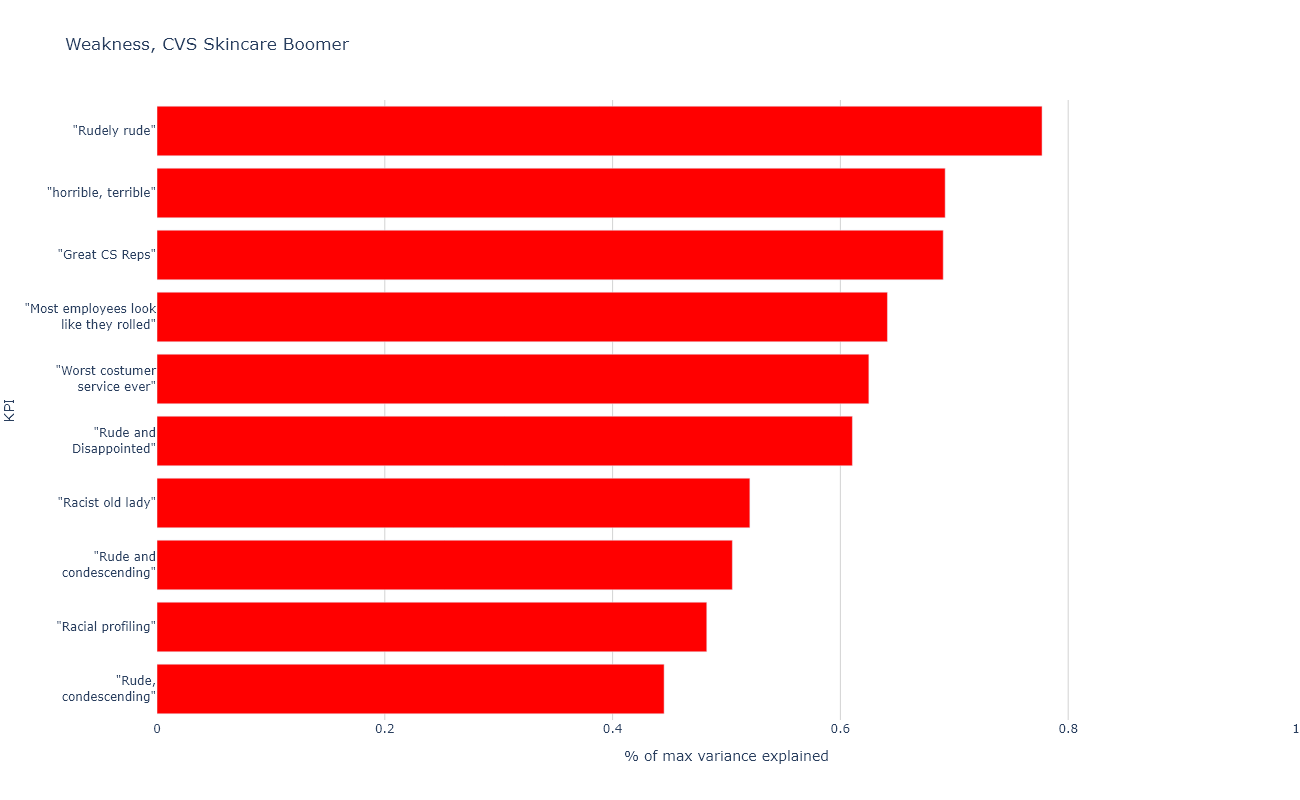 Weakness, CVS Skincare Boomer
"Rudely rude"
"horrible, terrible"
"Great CS Reps"
"Most employees look
like they rolled"
"Worst costumer
service ever"
"Rude and
Disappointed"
"Racist old lady"
"Rude and
condescending"
"Racial profiling"
"Rude,
condescending"
KPI
0 0.2 0.4 0.6 0.8 1
% of max variance explained